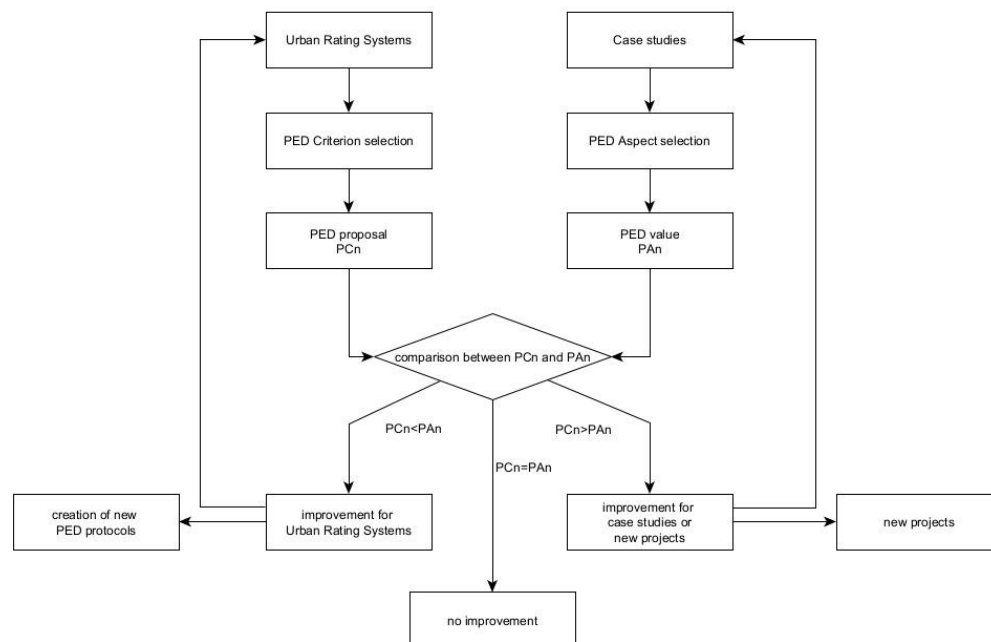 Urban Rating Systems
Case studies
PED Criterion selection
PED Aspect selection
PED proposal
PCn
PED value
PAn
comparison between PCn and PAn
PCn<PAn
PCn>PAn
PCn=PAn
creation of new
PED protocols
improvement for
Urban Rating Systems
improvement for
case studies or
new projects
new projects
no improvement